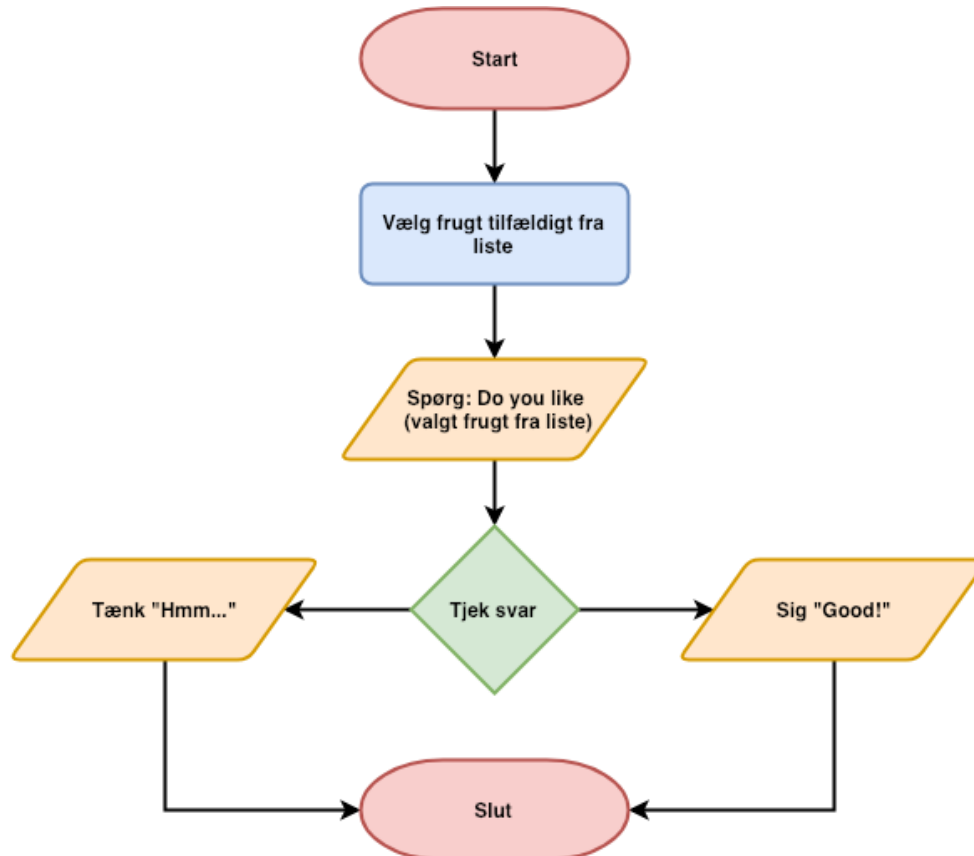 Start
Vælg frugt tilfældigt fra
liste
Spørg: Do you like
(valgt frugt fra liste)
Tænk "Hmm..."
Tjek svar
Sig "Good!"
Slut